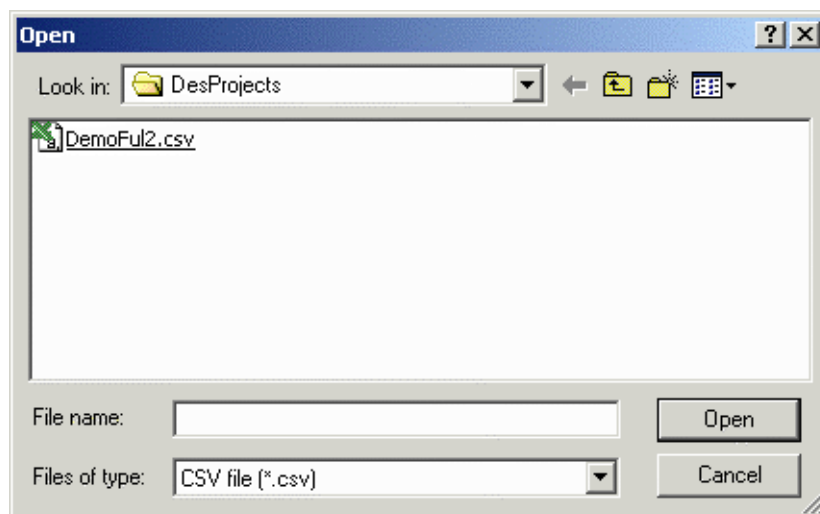 Open
Look in: DesProjects
DemoFul2.csv
File name: Open
Files of type: CSV file (*.csv) Cancel